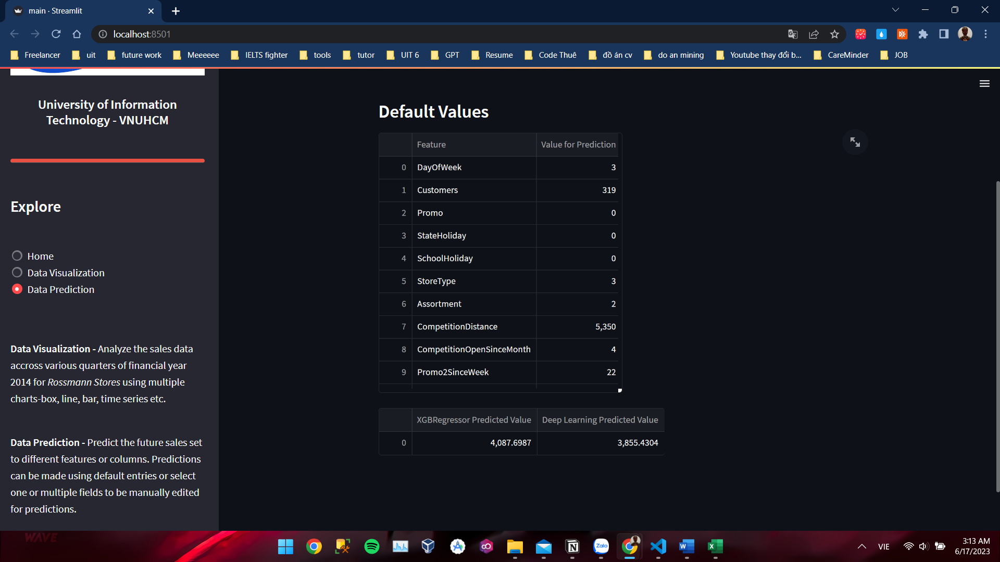 main · Streamlit
localhost:8501
Freelancer uit future work Meeeeee IELTS fighter tools tutor UIT 6 GPT Resume Code Thuê đồ án cv do an mining Youtube thay đổi b... CareMinder JOB
University of Information
Technology - VNUHCM
Explore
Home
Data Visualization
Data Prediction
Data Visualization - Analyze the sales data
accross various quarters of financial year
2014 for Rossmann Stores using multiple
charts-box, line, bar, time series etc.
Data Prediction - Predict the future sales set
to different features or columns. Predictions
can be made using default entries or select
one or multiple fields to be manually edited
for predictions.
Default Values
Feature Value for Prediction
0 DayOfWeek 3
1 Customers 319
2 Promo 0
3 StateHoliday 0
4 SchoolHoliday 0
5 StoreType 3
6 Assortment 2
7 CompetitionDistance 5,350
8 CompetitionOpenSinceMonth 4
9 Promo2SinceWeek 22
XGBRegressor Predicted Value Deep Learning Predicted Value
0 4,087.6987 3,855.4304
WAVE
Zalo
VIE
3:13 AM
6/17/2023